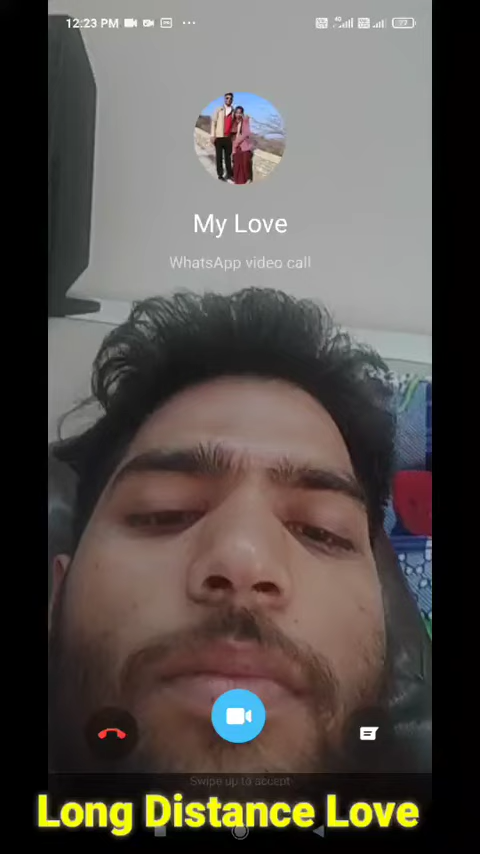 12:23 PM
My Love
WhatsApp video call
Swipe up to accept
Long Distance Love